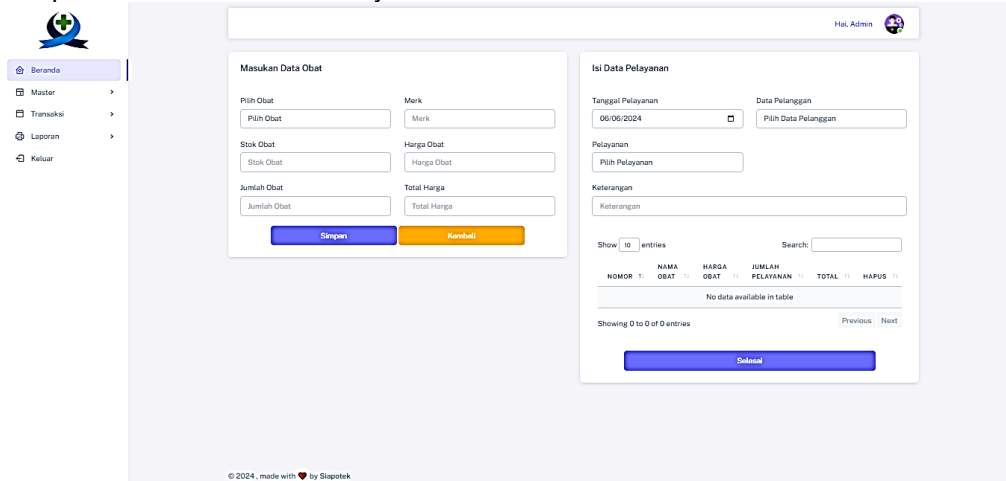 Hai, Admin
Beranda
Master
Transaksi
Laporan
Keluar
Masukan Data Obat
Pilih Obat
Merk
Pilih Obat
Merk
Stok Obat
Harga Obat
Stok Obat
Harga Obat
Jumlah Obat
Total Harga
Jumlah Obat
Total Harga
Simpan
Kembali
Isi Data Pelayanan
Tanggal Pelayanan
Data Pelanggan
06/06/2024
Pilih Data Pelanggan
Pelayanan
Pilih Pelayanan
Keterangan
Keterangan
Show 10 entries
Search:
NOMOR
NAMA OBAT
HARGA OBAT
JUMLAH PELAYANAN
TOTAL
HAPUS
No data available in table
Showing 0 to 0 of 0 entries
Previous Next
Selesai
© 2024 , made with ❤ by Siapotek